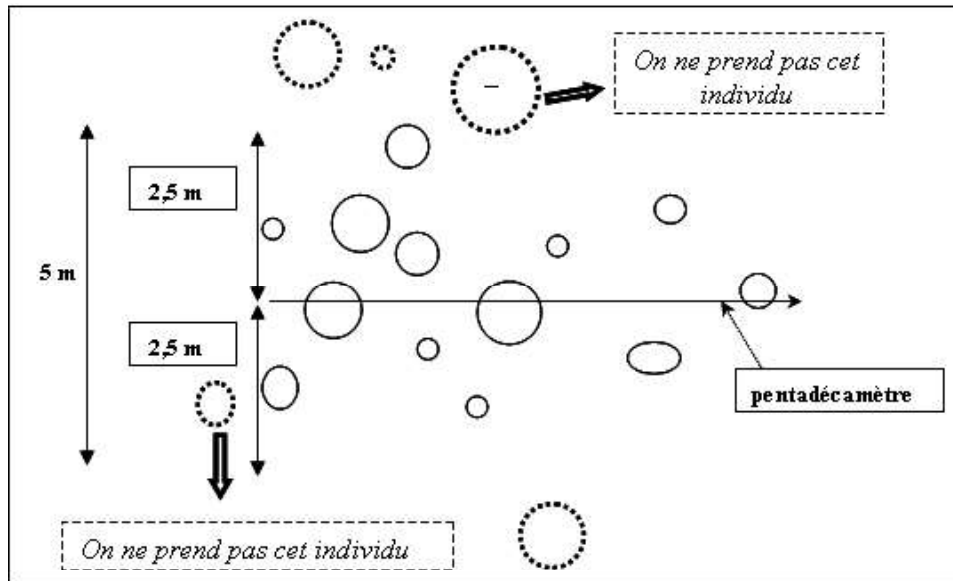 On ne prend pas cet
individu
2,5 m
5 m
2,5 m
pentadécamètre
On ne prend pas cet individu